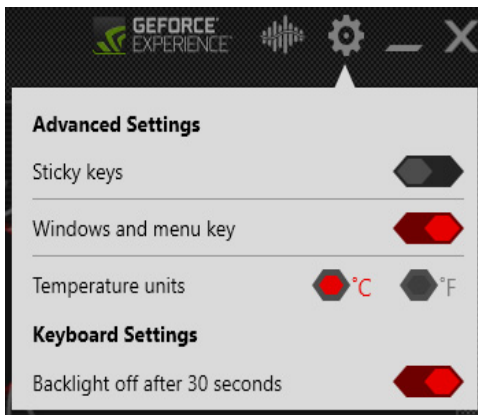 GEFORCE
EXPERIENCE
Advanced Settings
Sticky keys
Windows and menu key
Temperature units °C °F
Keyboard Settings
Backlight off after 30 seconds